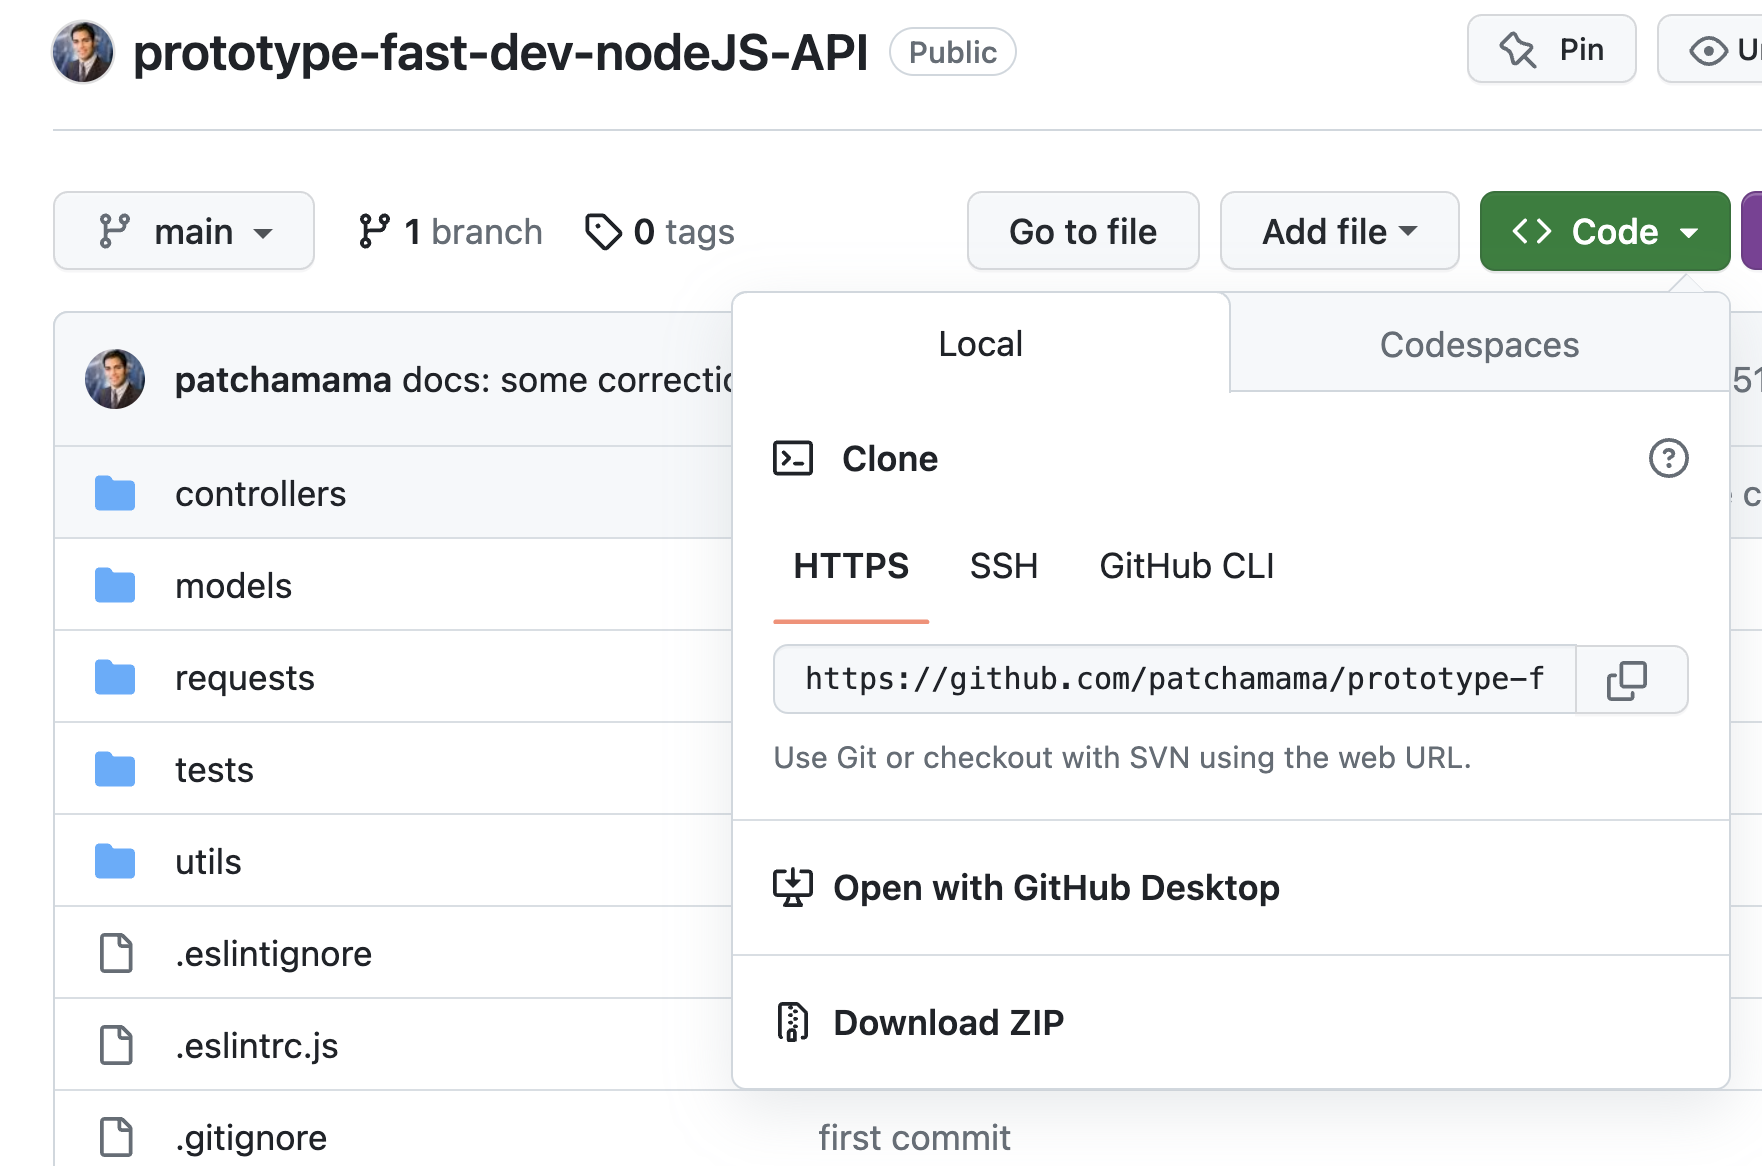 prototype-fast-dev-nodeJS-API Public Pin
main 1 branch 0 tags Go to file Add file <> Code
Local Codespaces
patchamama docs: some correctio
Clone
controllers
HTTPS SSH GitHub CLI
models
https://github.com/patchamama/prototype-f
requests
Use Git or checkout with SVN using the web URL.
tests
utils
Open with GitHub Desktop
.eslintignore
Download ZIP
.eslintrc.js
.gitignore first commit